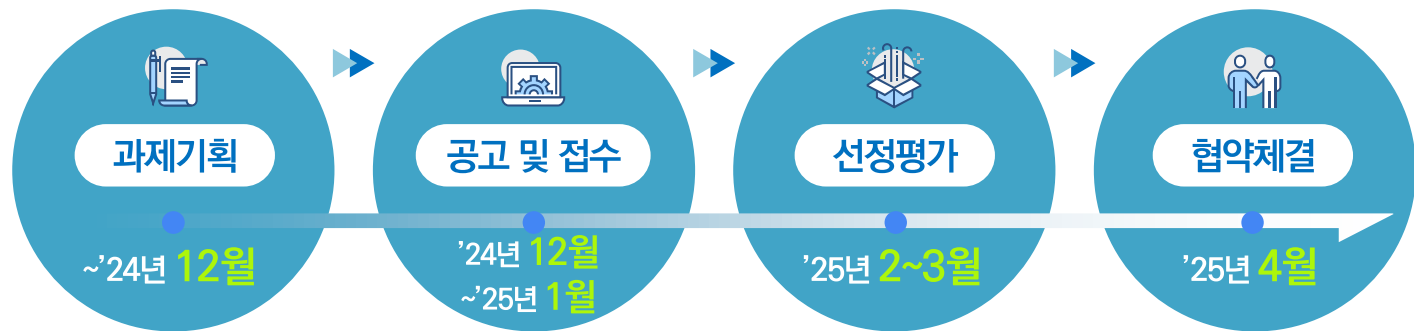 과제기획
~’24년 12월
공고 및 접수
’24년 12월
~’25년 1월
선정평가
’25년 2~3월
협약체결
’25년 4월